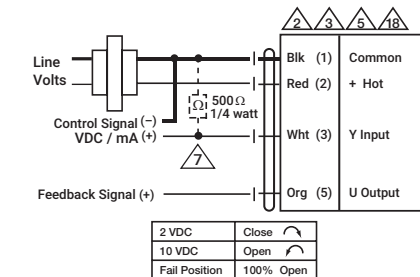 2 3 5 18
Line
Volts
Blk (1) Common
Red (2) + Hot
Ω 500 Ω
1/4 watt
Control Signal (−)
VDC / mA (+)
Wht (3) Y Input
7
Feedback Signal (+)
Org (5) U Output
2 VDC Close
10 VDC Open
Fail Position 100% Open